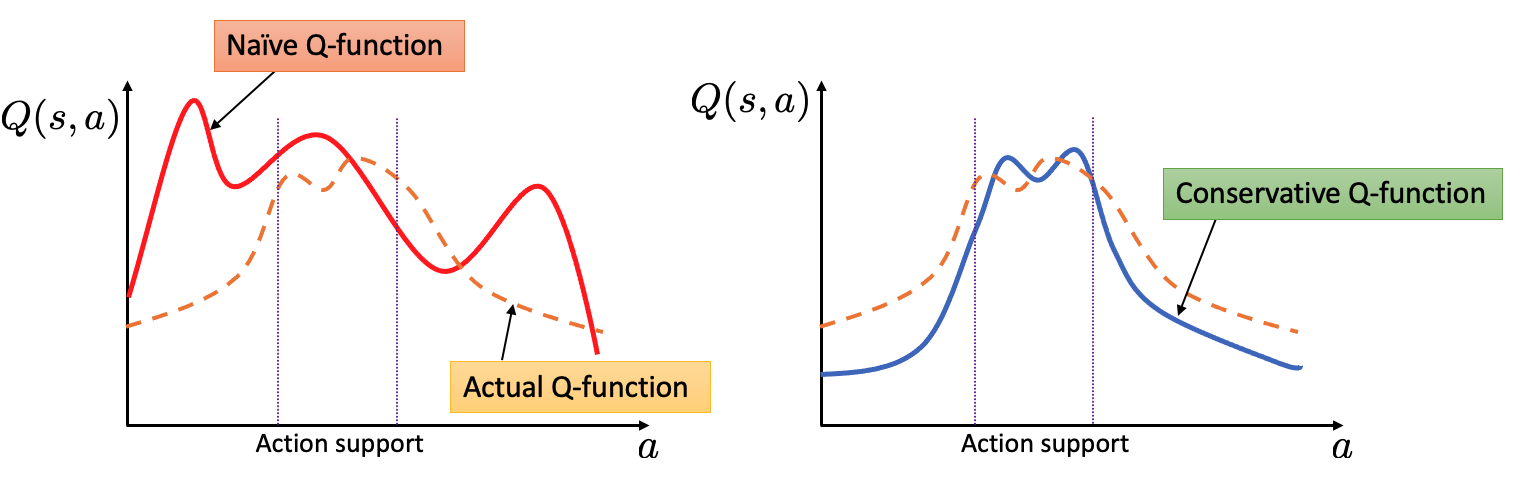 Naïve Q-function
Q(s, a)
Actual Q-function
Action support
a
Q(s, a)
Conservative Q-function
Action support
a